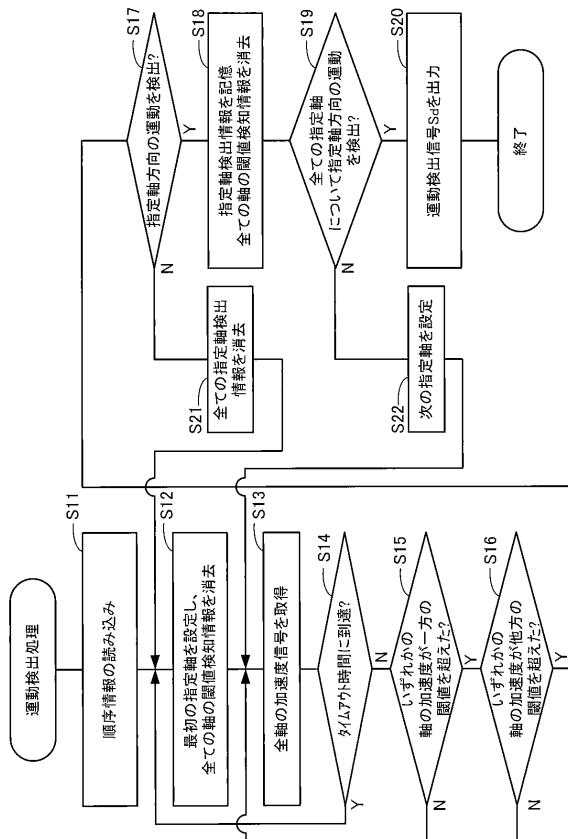 運動検出処理
S11
順序情報の読み込み
S12
最初の指定軸を設定し、
全ての軸の閾値検知情報を消去
S13
全軸の加速度信号を取得
S14
タイムアウト時間に到達?
Y
N
S15
いずれかの
軸の加速度が一方の
閾値を超えた?
N
Y
S16
いずれかの
軸の加速度が他方の
閾値を超えた?
N
Y
S17
指定軸方向の運動を検出?
N
Y
S18
指定軸検出情報を記憶
全ての軸の閾値検知情報を消去
S19
全ての指定軸
について指定軸方向の運動
を検出?
N
Y
S20
運動検出信号Sdを出力
終了
S21
全ての指定軸検出
情報を消去
S22
次の指定軸を設定